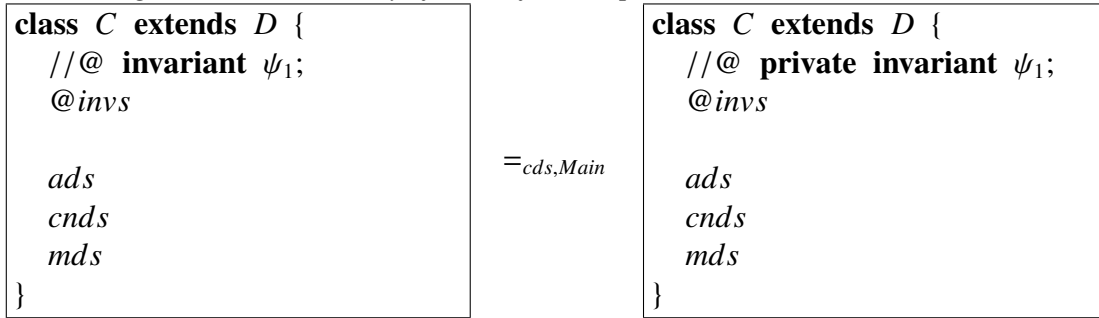 class C extends D {
//@ invariant ψ₁;
@invs
ads
cnds
mds
}
=cds,Main
class C extends D {
//@ private invariant ψ₁;
@invs
ads
cnds
mds
}